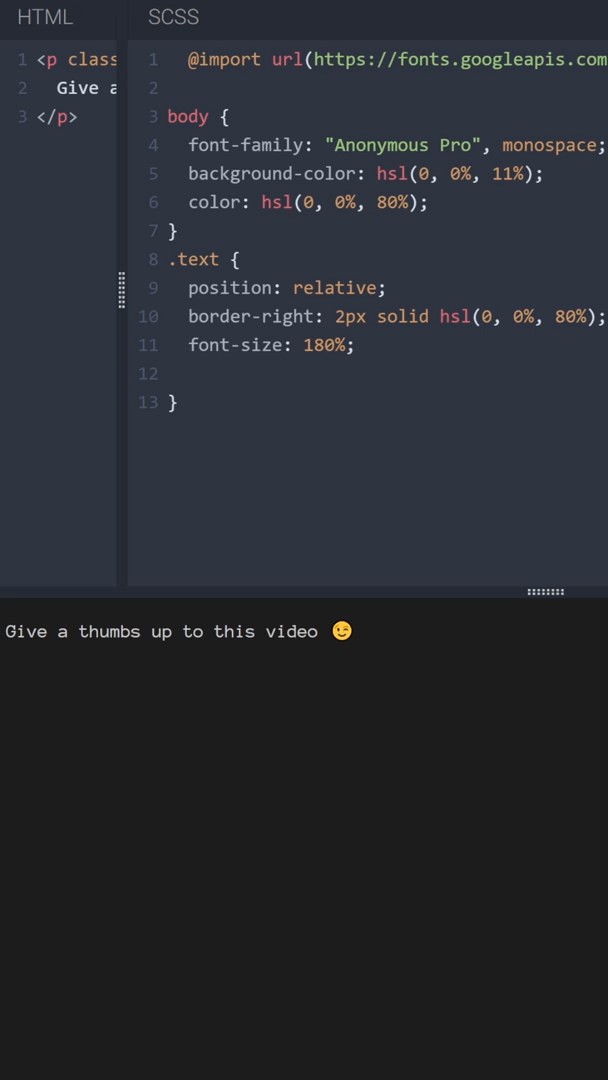 HTML
1 <p class
2 Give a
3 </p>
SCSS
1 @import url(https://fonts.googleapis.com
2
3 body {
4 font-family: "Anonymous Pro", monospace;
5 background-color: hsl(0, 0%, 11%);
6 color: hsl(0, 0%, 80%);
7 }
8 .text {
9 position: relative;
10 border-right: 2px solid hsl(0, 0%, 80%);
11 font-size: 180%;
12
13 }
Give a thumbs up to this video 😉